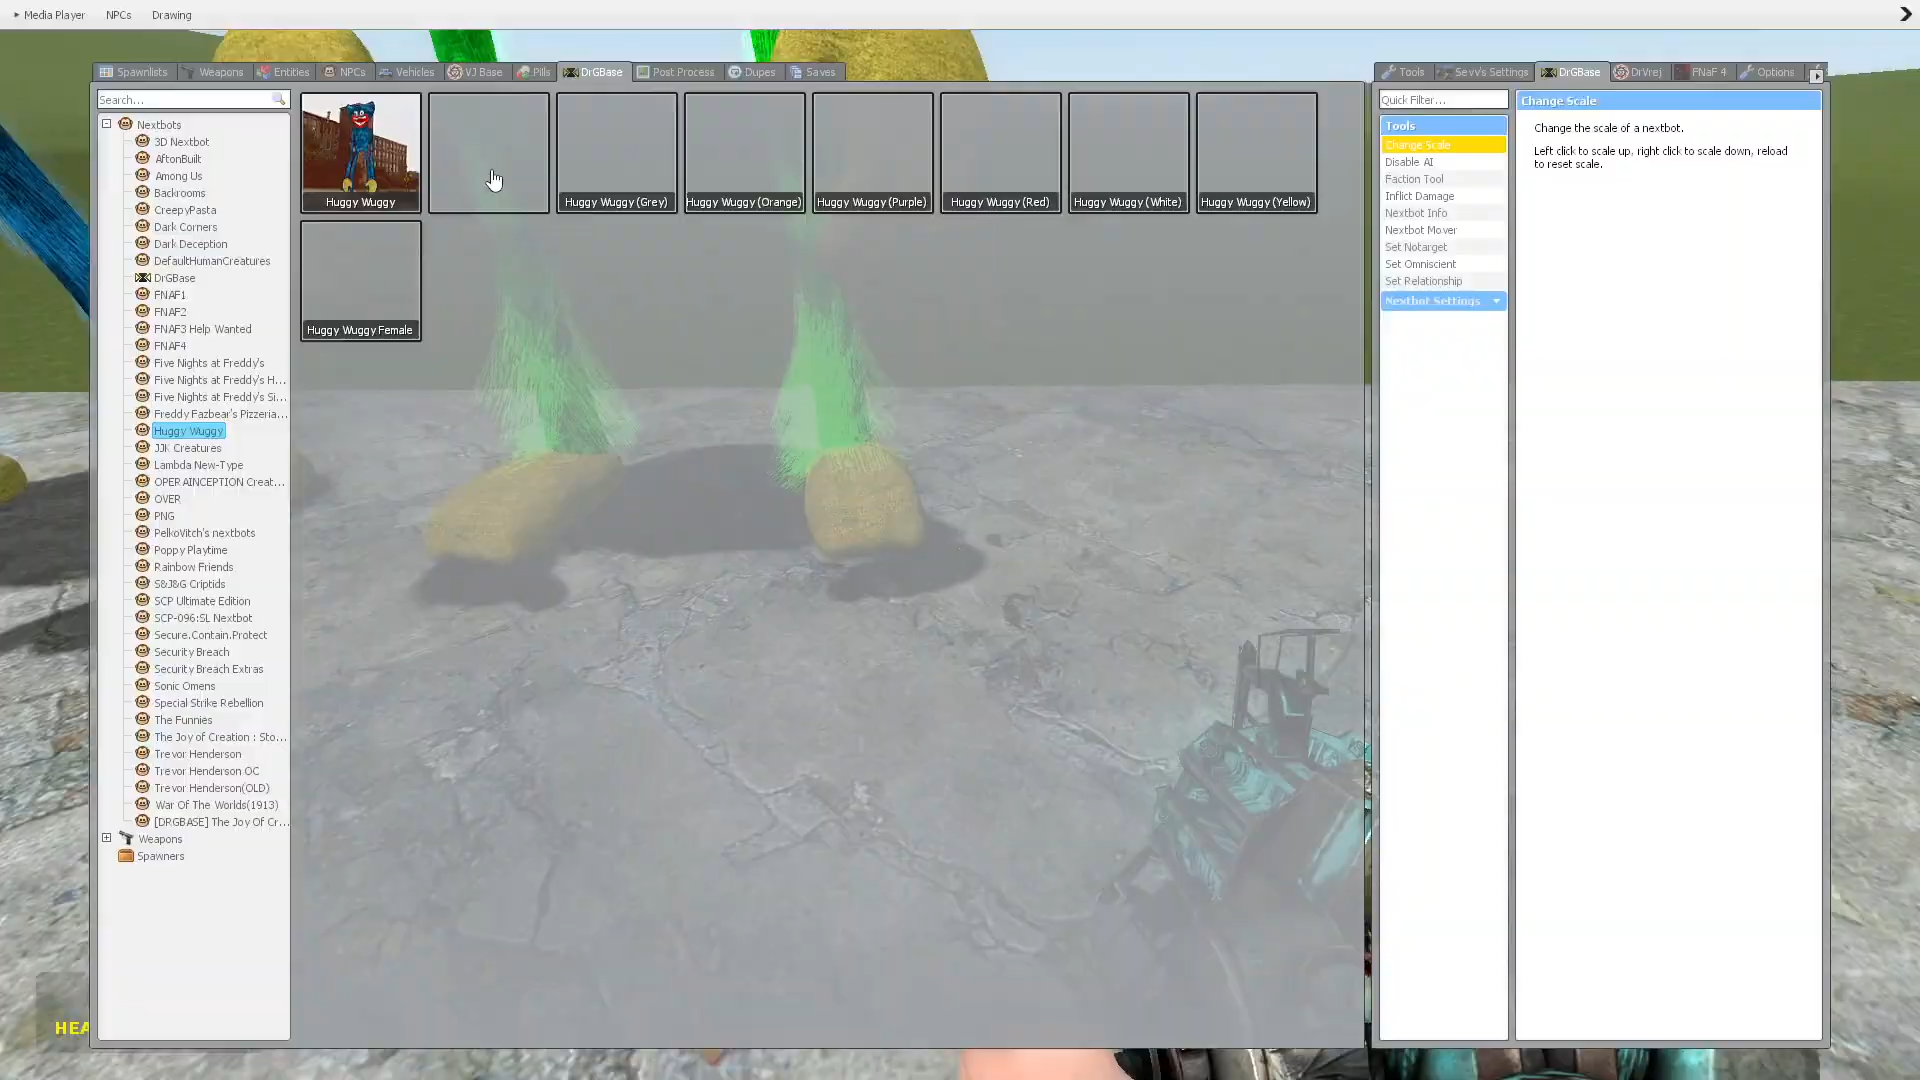 Media Player NPCs Drawing
Spawnlists Weapons Entities NPCs Vehicles VJ Base Pills DrGBase Post Process Dupes Saves
Search...
Nextbots
3D Nextbot
AftonBuilt
Among Us
Backrooms
CreepyPasta
Dark Corners
Dark Deception
DefaultHumanCreatures
DrGBase
FNAF1
FNAF2
FNAF3 Help Wanted
FNAF4
Five Nights at Freddy's
Five Nights at Freddy's H...
Five Nights at Freddy's Si...
Freddy Fazbear's Pizzeria...
Huggy Wuggy
JJK Creatures
Lambda New-Type
OPERAINCEPTION Creat...
OVER
PNG
PelkoVitch's nextbots
Poppy Playtime
Rainbow Friends
S&J&G Criptids
SCP Ultimate Edition
SCP-096:SL Nextbot
Secure.Contain.Protect
Security Breach
Security Breach Extras
Sonic Omens
Special Strike Rebellion
The Funnies
The Joy of Creation : Sto...
Trevor Henderson
Trevor Henderson OC
Trevor Henderson(OLD)
War Of The Worlds(1913)
[DRGBASE] The Joy Of Cr...
Weapons
Spawners
Huggy Wuggy
Huggy Wuggy (Grey)
Huggy Wuggy (Orange)
Huggy Wuggy (Purple)
Huggy Wuggy (Red)
Huggy Wuggy (White)
Huggy Wuggy (Yellow)
Huggy Wuggy Female
Tools Sevv's Settings DrGBase DrVrej FNaF 4 Options
Quick Filter...
Tools
Change Scale
Disable AI
Faction Tool
Inflict Damage
Nextbot Info
Nextbot Mover
Set Notarget
Set Omniscient
Set Relationship
Nextbot Settings
Change Scale
Change the scale of a nextbot.
Left click to scale up, right click to scale down, reload
to reset scale.
HEA